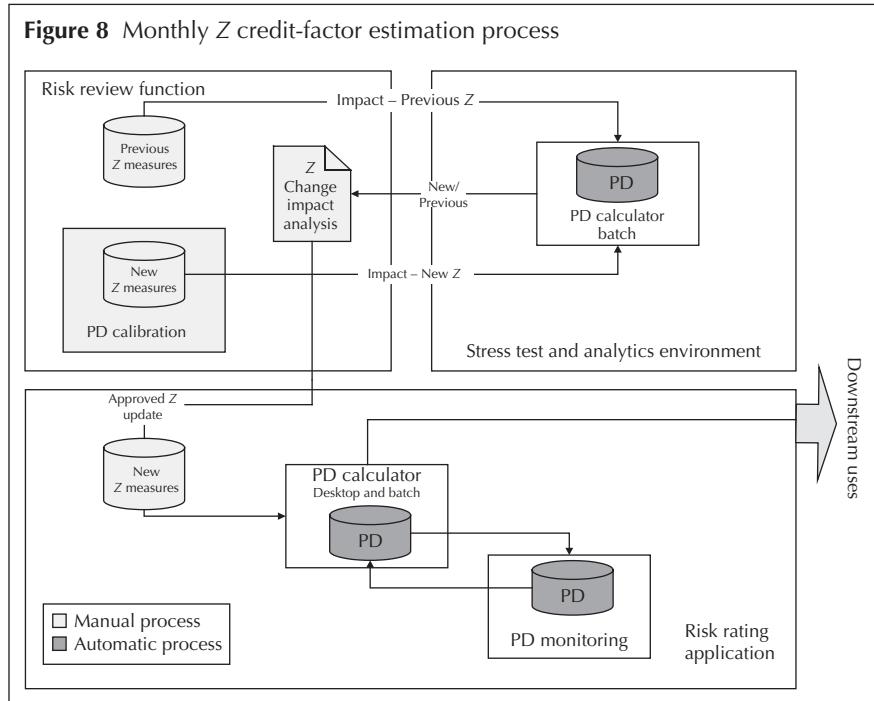 Figure 8 Monthly Z credit-factor estimation process
Risk review function
Impact – Previous Z
Previous
Z measures
Z
Change
impact
analysis
New/
Previous
PD
PD calculator
batch
New
Z measures
Impact – New Z
PD calibration
Stress test and analytics environment
Downstream uses
Approved Z
update
New
Z measures
PD calculator
Desktop and batch
PD
PD
PD monitoring
Manual process
Automatic process
Risk rating
application